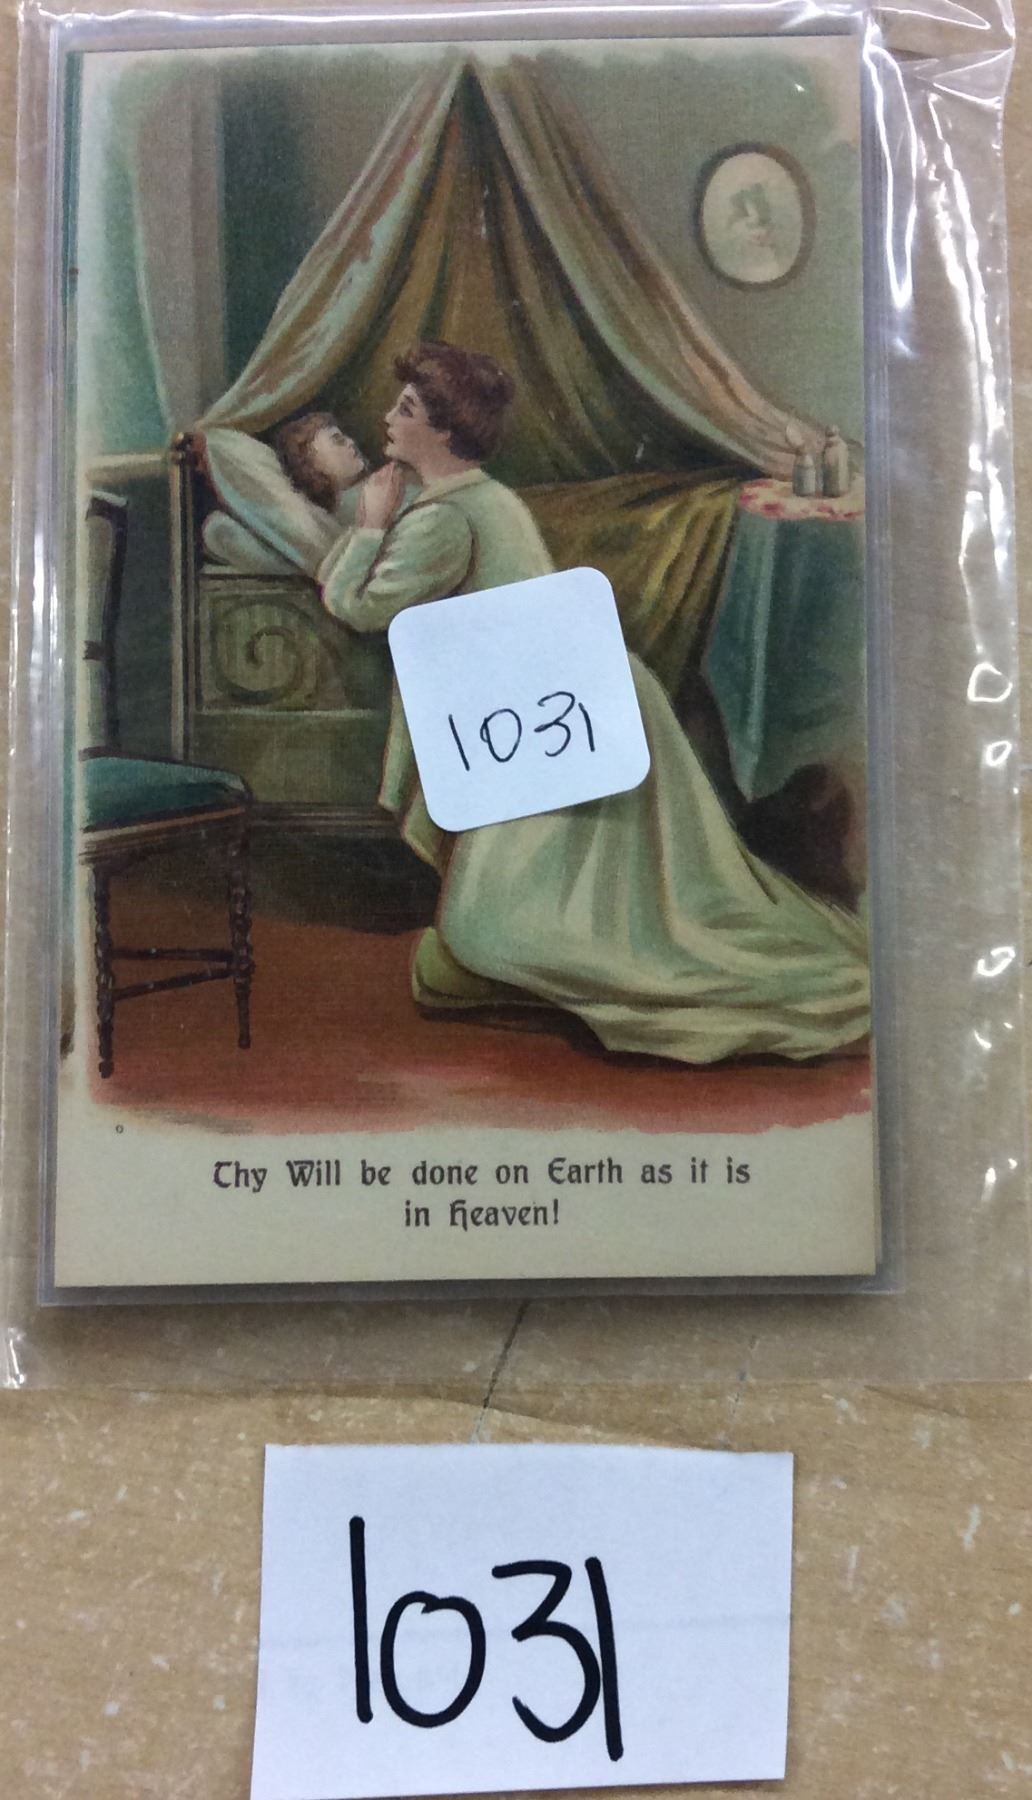 1031
Thy Will be done on Earth as it is
in Heaven!
1031